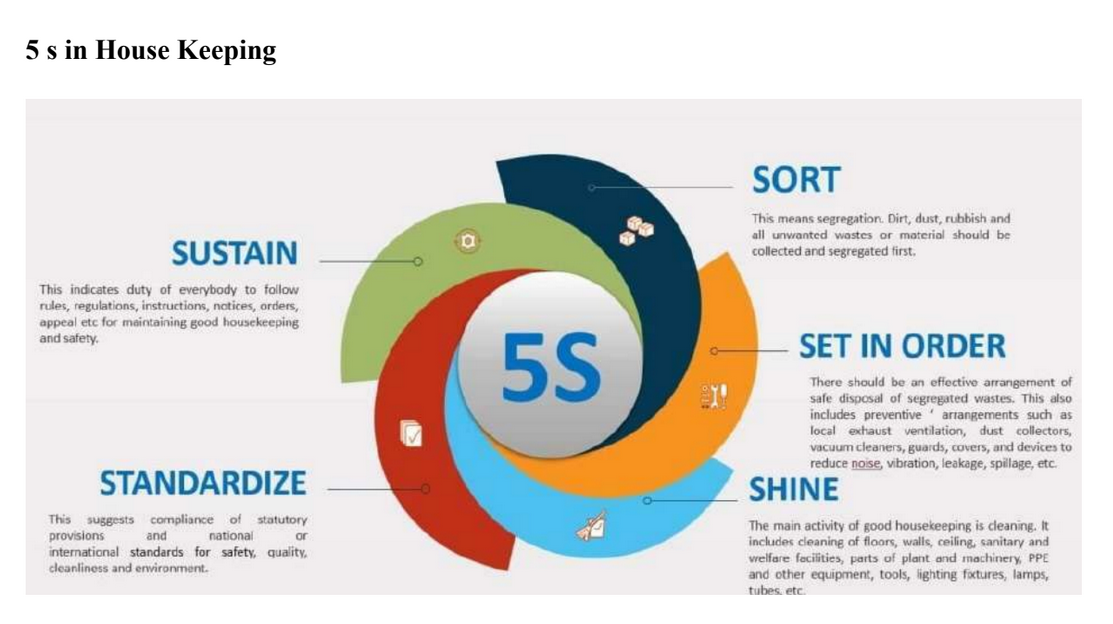 5 s in House Keeping
SORT
This means segregation. Dirt, dust, rubbish and
all unwanted wastes or material should be
collected and segregated first.
SET IN ORDER
There should be an effective arrangement of
safe disposal of segregated wastes. This also
includes preventive ‘ arrangements such as
local exhaust ventilation, dust collectors,
vacuum cleaners, guards, covers, and devices to
reduce noise, vibration, leakage, spillage, etc.
SHINE
The main activity of good housekeeping is cleaning. It
includes cleaning of floors, walls, ceiling, sanitary and
welfare facilities, parts of plant and machinery, PPE
and other equipment, tools, lighting fixtures, lamps,
tubes, etc.
STANDARDIZE
This suggests compliance of statutory
provisions and national or
international standards for safety, quality,
cleanliness and environment.
SUSTAIN
This indicates duty of everybody to follow
rules, regulations, instructions, notices, orders,
appeal etc for maintaining good housekeeping
and safety.
5S